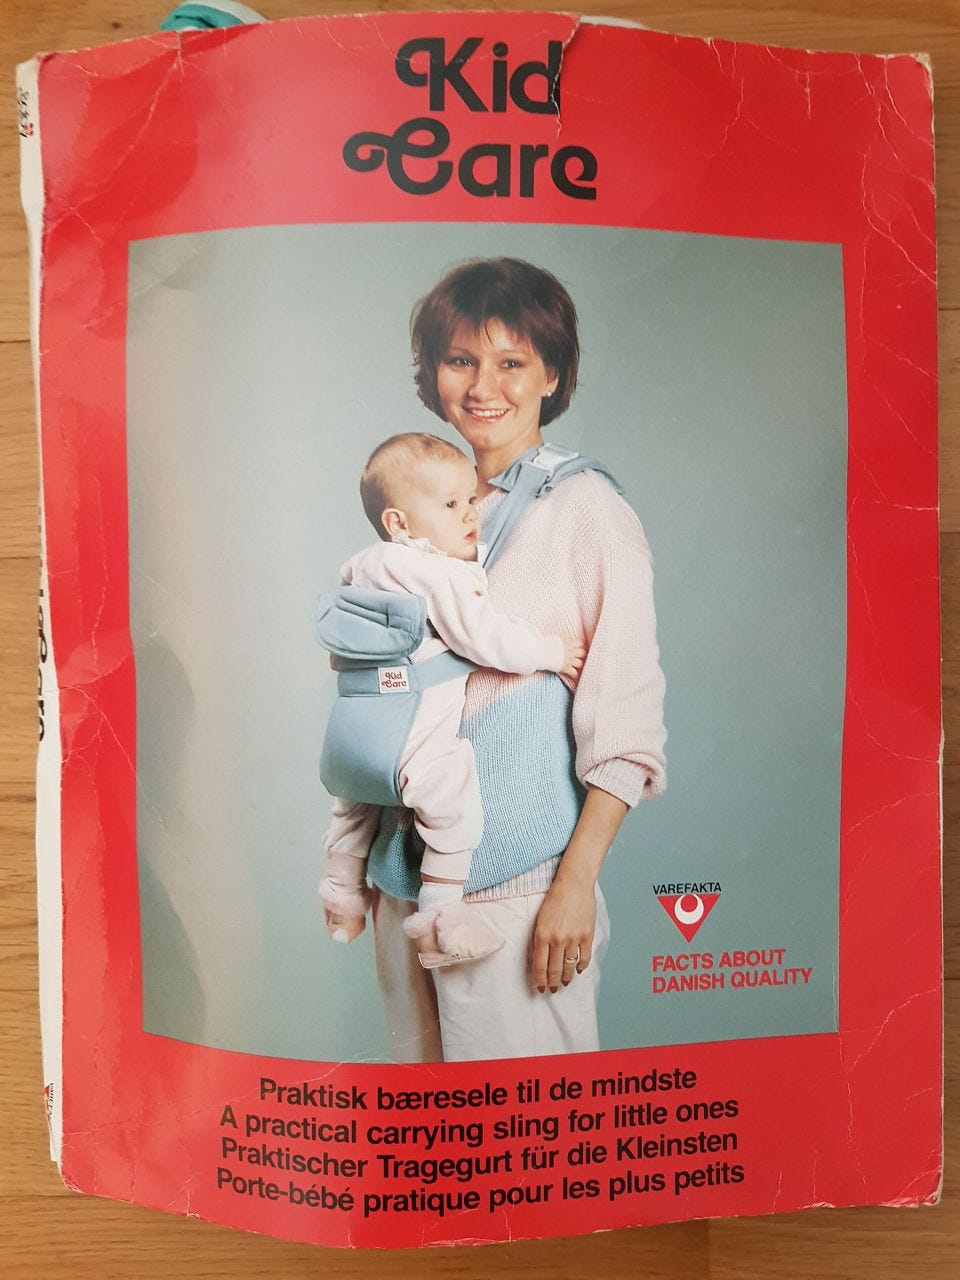 Kid
Care
Kid
Care
VAREFAKTA
FACTS ABOUT
DANISH QUALITY
Praktisk bæresele til de mindste
A practical carrying sling for little ones
Praktischer Tragegurt für die Kleinsten
Porte-bébé pratique pour les plus petits